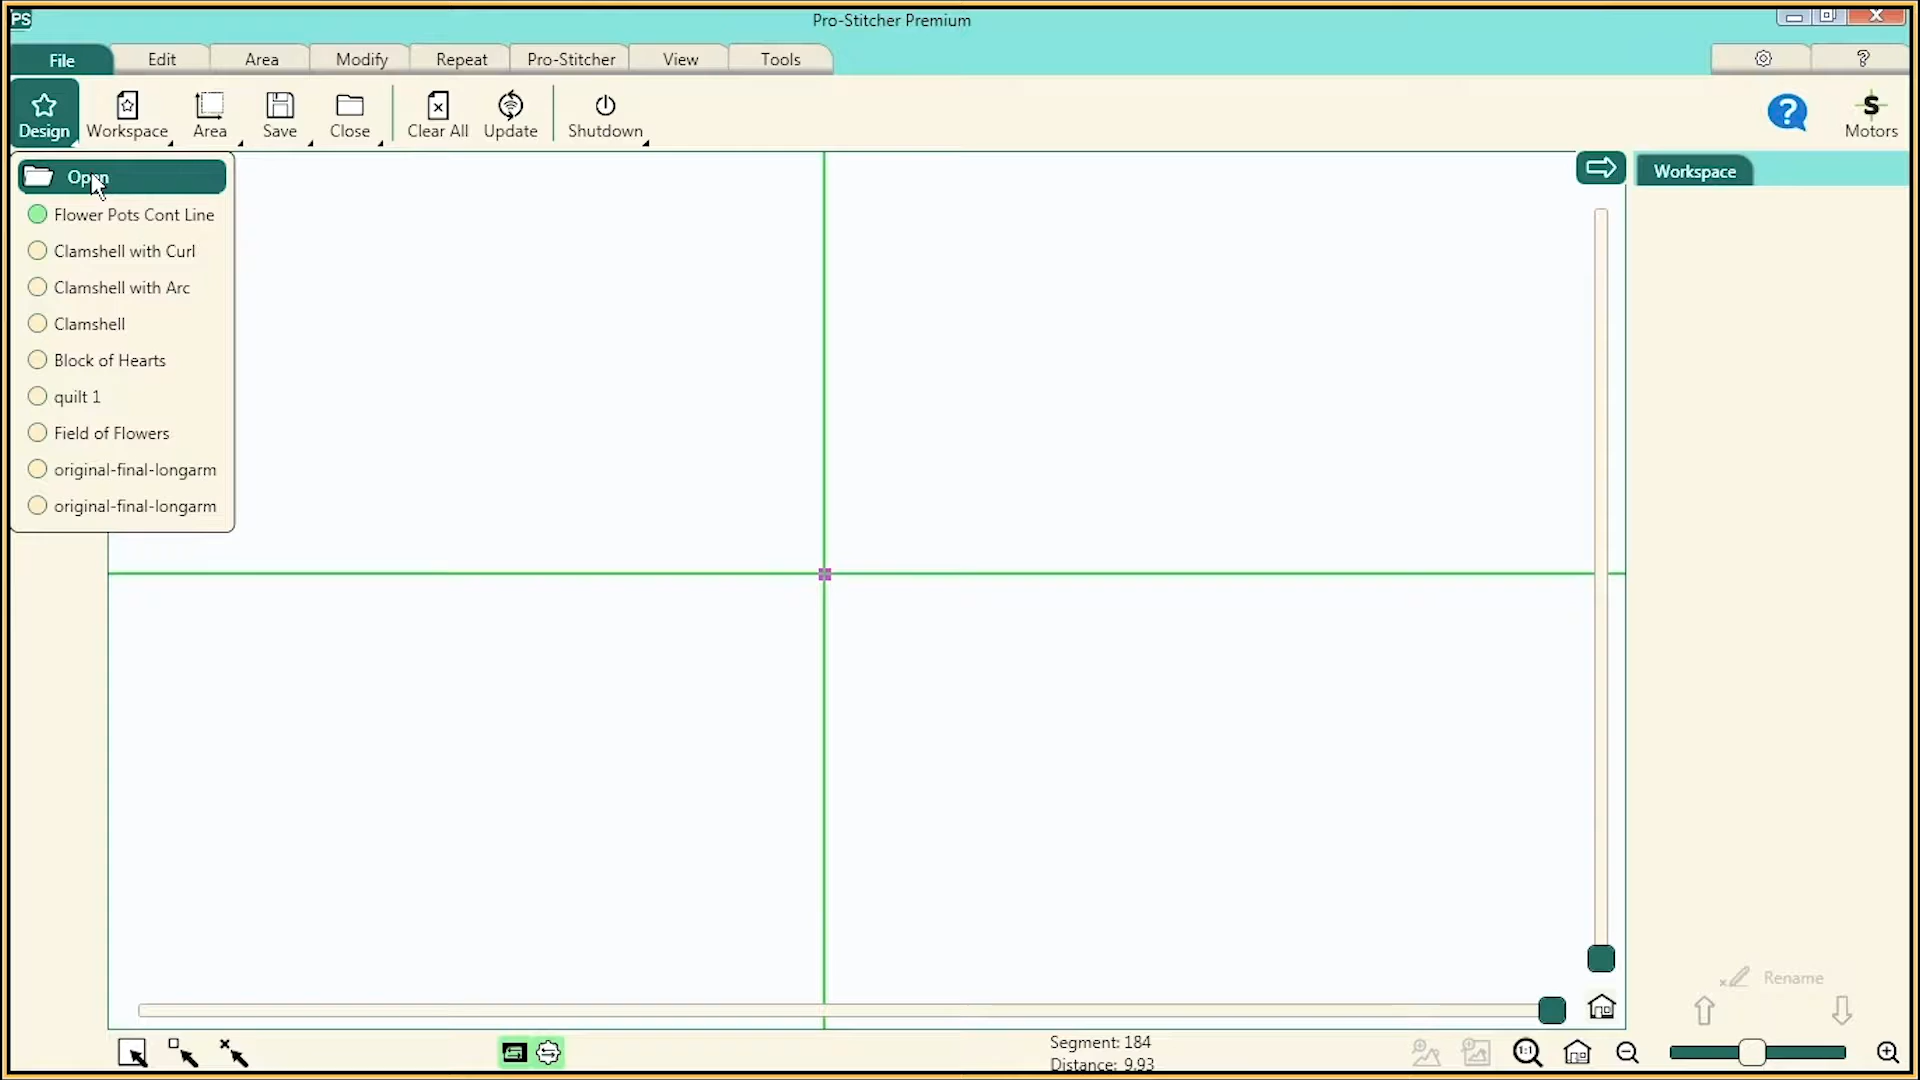 PS
Pro-Stitcher Premium
File Edit Area Modify Repeat Pro-Stitcher View Tools ?
Design Workspace Area Save Close Clear All Update Shutdown ? S Motors
Open
Workspace
Flower Pots Cont Line
Clamshell with Curl
Clamshell with Arc
Clamshell
Block of Hearts
quilt 1
Field of Flowers
original-final-longarm
original-final-longarm
Rename
Segment: 184
1:1
Distance: 9.93